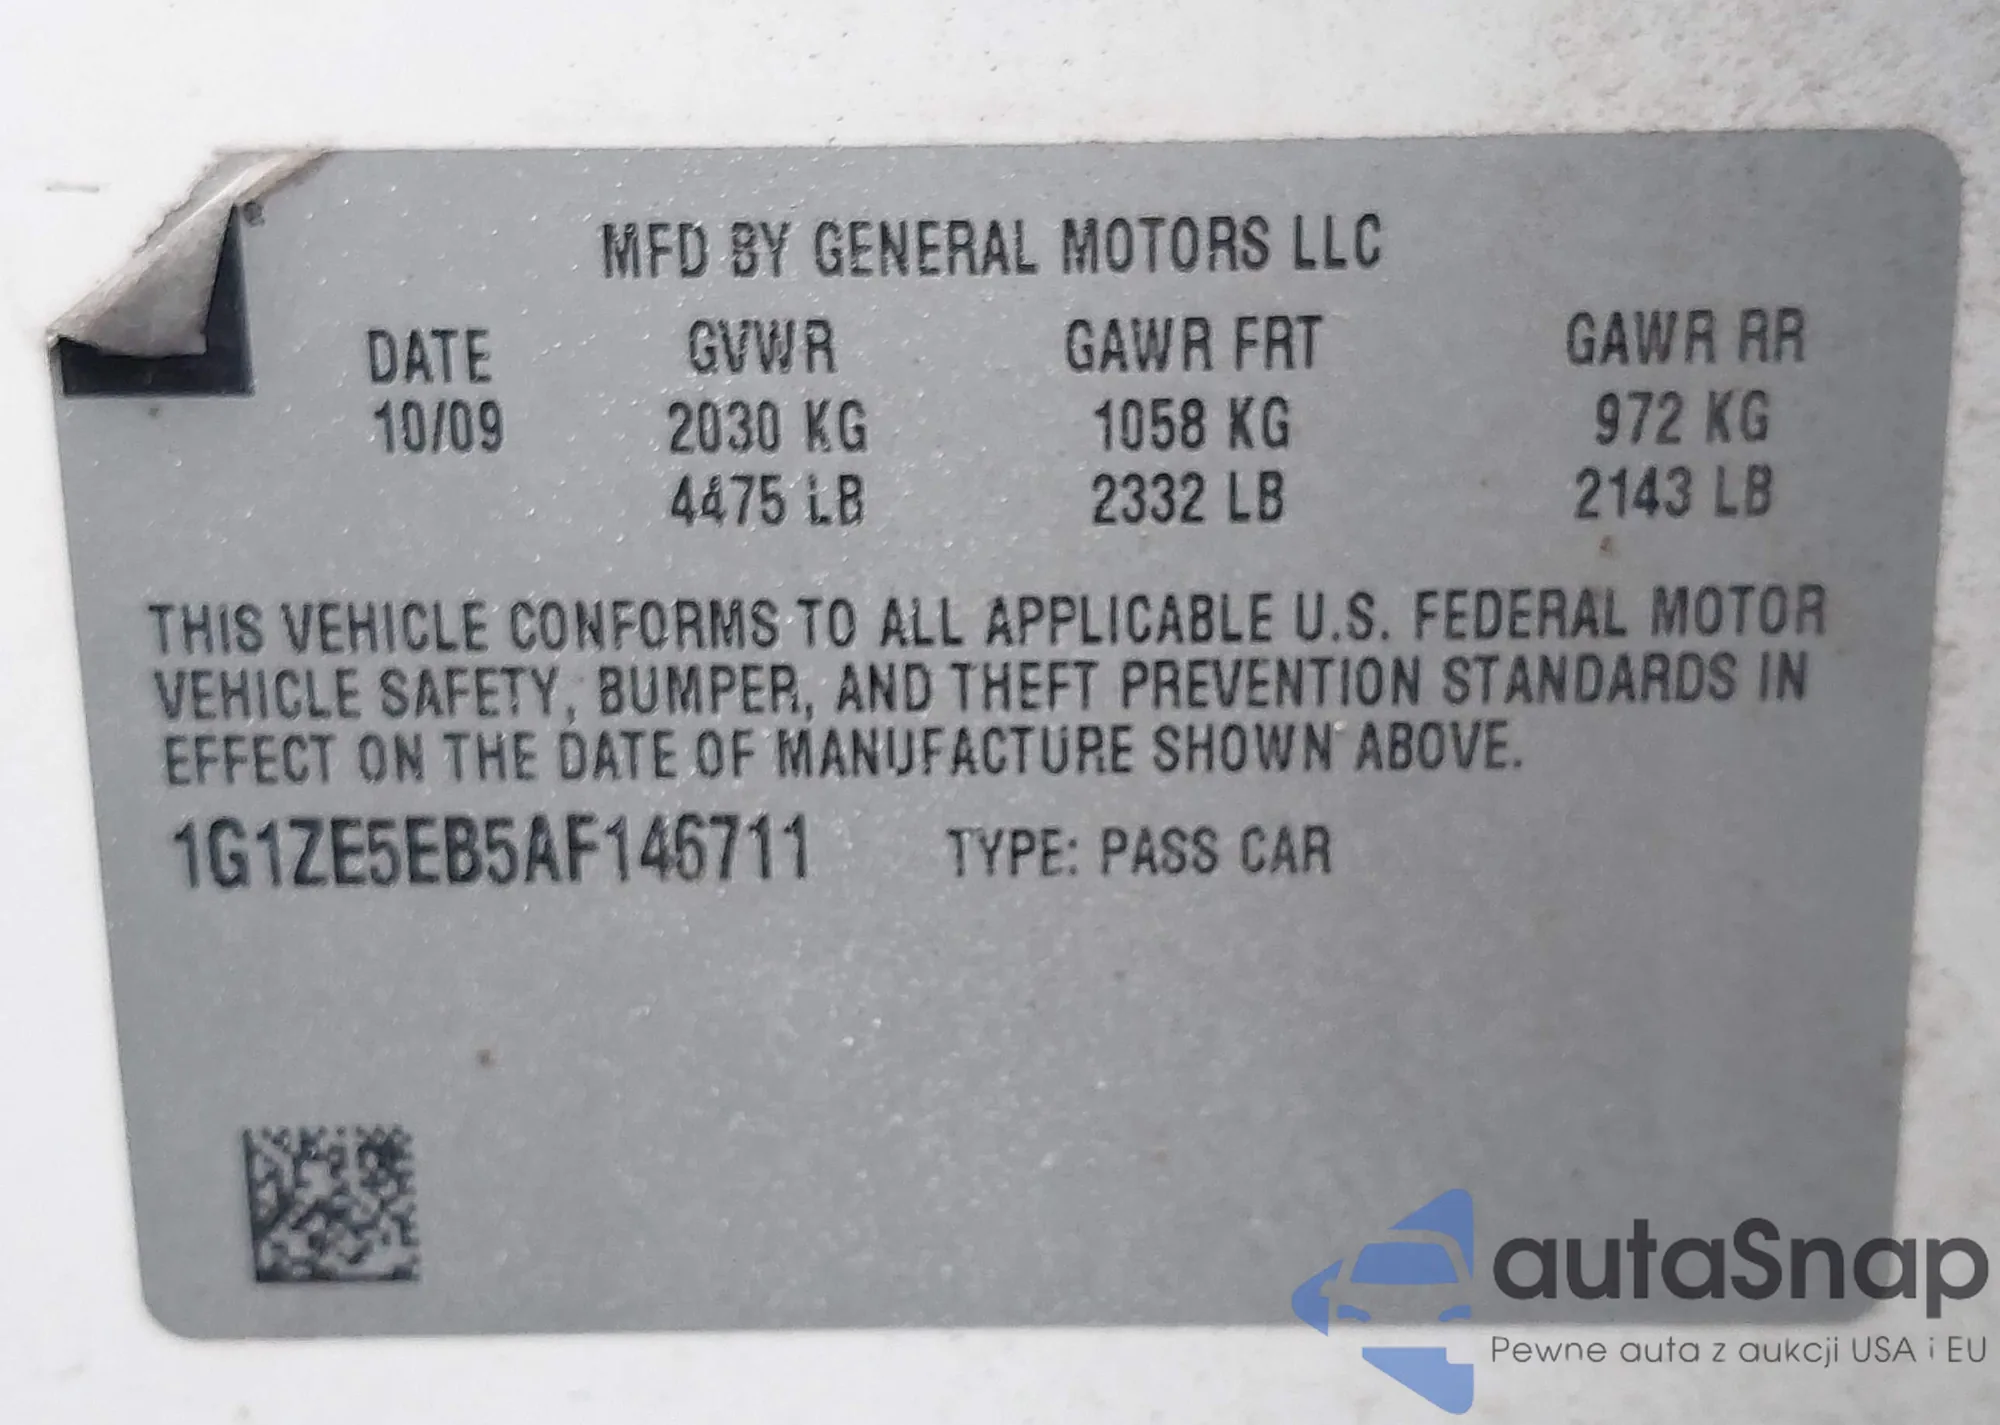 MFD BY GENERAL MOTORS LLC
DATE GVWR GAWR FRT GAWR RR
10/09 2030 KG 1058 KG 972 KG
4475 LB 2332 LB 2143 LB
THIS VEHICLE CONFORMS TO ALL APPLICABLE U.S. FEDERAL MOTOR
VEHICLE SAFETY, BUMPER, AND THEFT PREVENTION STANDARDS IN
EFFECT ON THE DATE OF MANUFACTURE SHOWN ABOVE.
1G1ZE5EB5AF146711 TYPE: PASS CAR
autaSnap
Pewne auta z aukcji USA i EU